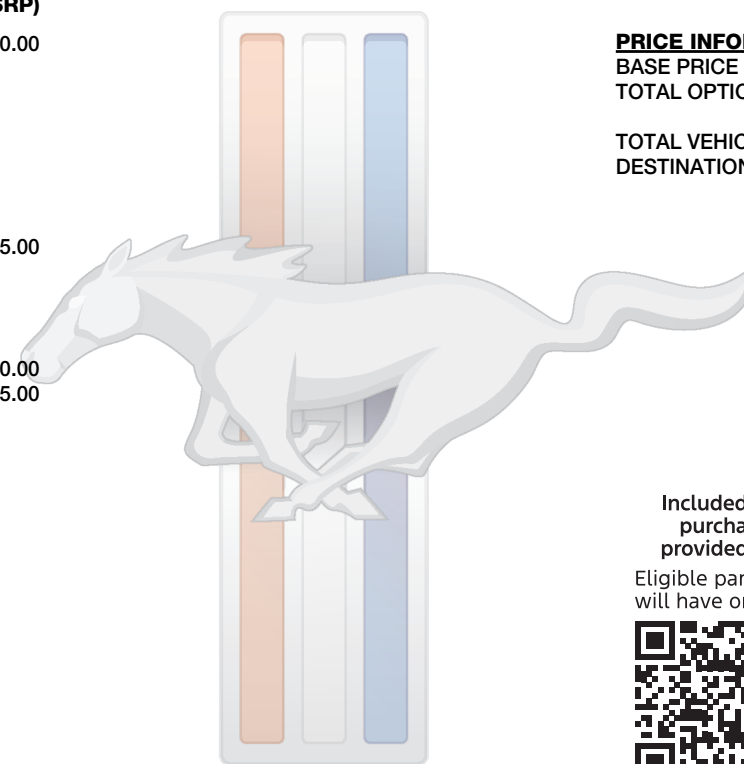 SRP)
0.00
5.00
0.00
5.00
PRICE INFO
BASE PRICE
TOTAL OPTIO
TOTAL VEHIC
DESTINATION
Included
purcha
provided
Eligible par
will have o